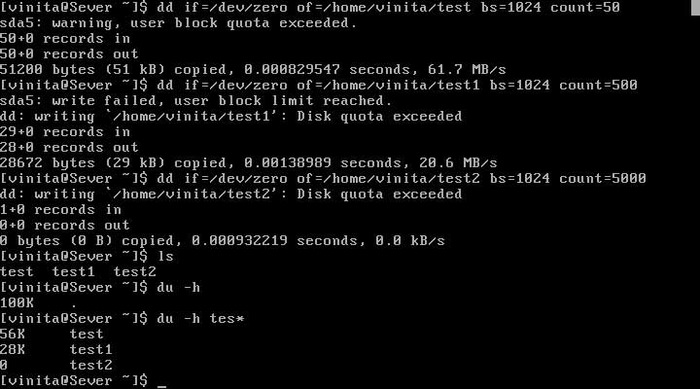 [vinita@Sever ~]$ dd if=/dev/zero of=/home/vinita/test bs=1024 count=50
sda5: warning, user block quota exceeded.
50+0 records in
50+0 records out
51200 bytes (51 kB) copied, 0.000829547 seconds, 61.7 MB/s
[vinita@Sever ~]$ dd if=/dev/zero of=/home/vinita/test1 bs=1024 count=500
sda5: write failed, user block limit reached.
dd: writing `/home/vinita/test1': Disk quota exceeded
29+0 records in
28+0 records out
28672 bytes (29 kB) copied, 0.00138989 seconds, 20.6 MB/s
[vinita@Sever ~]$ dd if=/dev/zero of=/home/vinita/test2 bs=1024 count=5000
dd: writing `/home/vinita/test2': Disk quota exceeded
1+0 records in
0+0 records out
0 bytes (0 B) copied, 0.000932219 seconds, 0.0 kB/s
[vinita@Sever ~]$ ls
test  test1  test2
[vinita@Sever ~]$ du -h
100K    .
[vinita@Sever ~]$ du -h tes*
56K     test
28K     test1
0       test2
[vinita@Sever ~]$ _